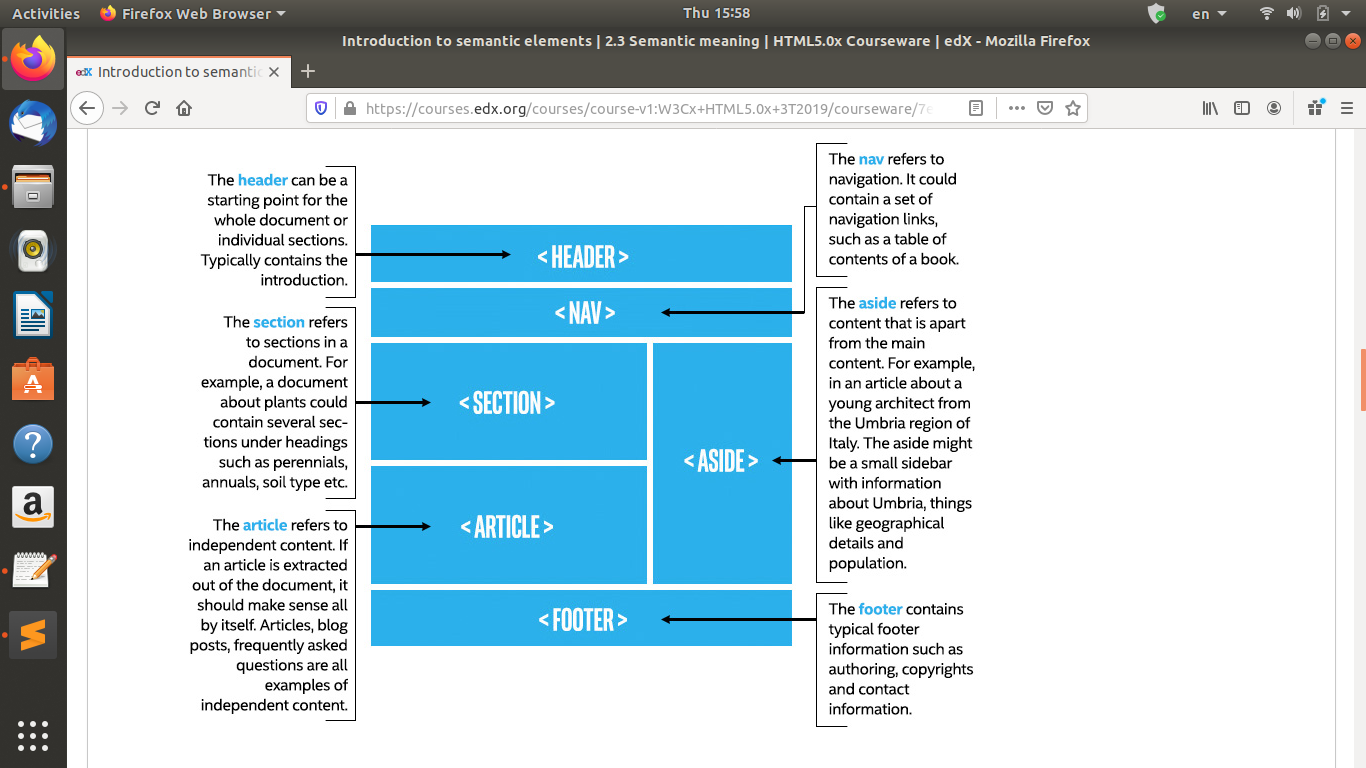 Activities
Firefox Web Browser
Thu 15:58
en
Introduction to semantic elements | 2.3 Semantic meaning | HTML5.0x Courseware | edX - Mozilla Firefox
edX Introduction to semantic
https://courses.edx.org/courses/course-v1:W3Cx+HTML5.0x+3T2019/courseware/7e
The header can be a
starting point for the
whole document or
individual sections.
Typically contains the
introduction.
The section refers
to sections in a
document. For
example, a document
about plants could
contain several sec-
tions under headings
such as perennials,
annuals, soil type etc.
The article refers to
independent content. If
an article is extracted
out of the document, it
should make sense all
by itself. Articles, blog
posts, frequently asked
questions are all
examples of
independent content.
<HEADER>
<NAV>
<SECTION>
<ARTICLE>
<ASIDE>
<FOOTER>
The nav refers to
navigation. It could
contain a set of
navigation links,
such as a table of
contents of a book.
The aside refers to
content that is apart
from the main
content. For example,
in an article about a
young architect from
the Umbria region of
Italy. The aside might
be a small sidebar
with information
about Umbria, things
like geographical
details and
population.
The footer contains
typical footer
information such as
authoring, copyrights
and contact
information.